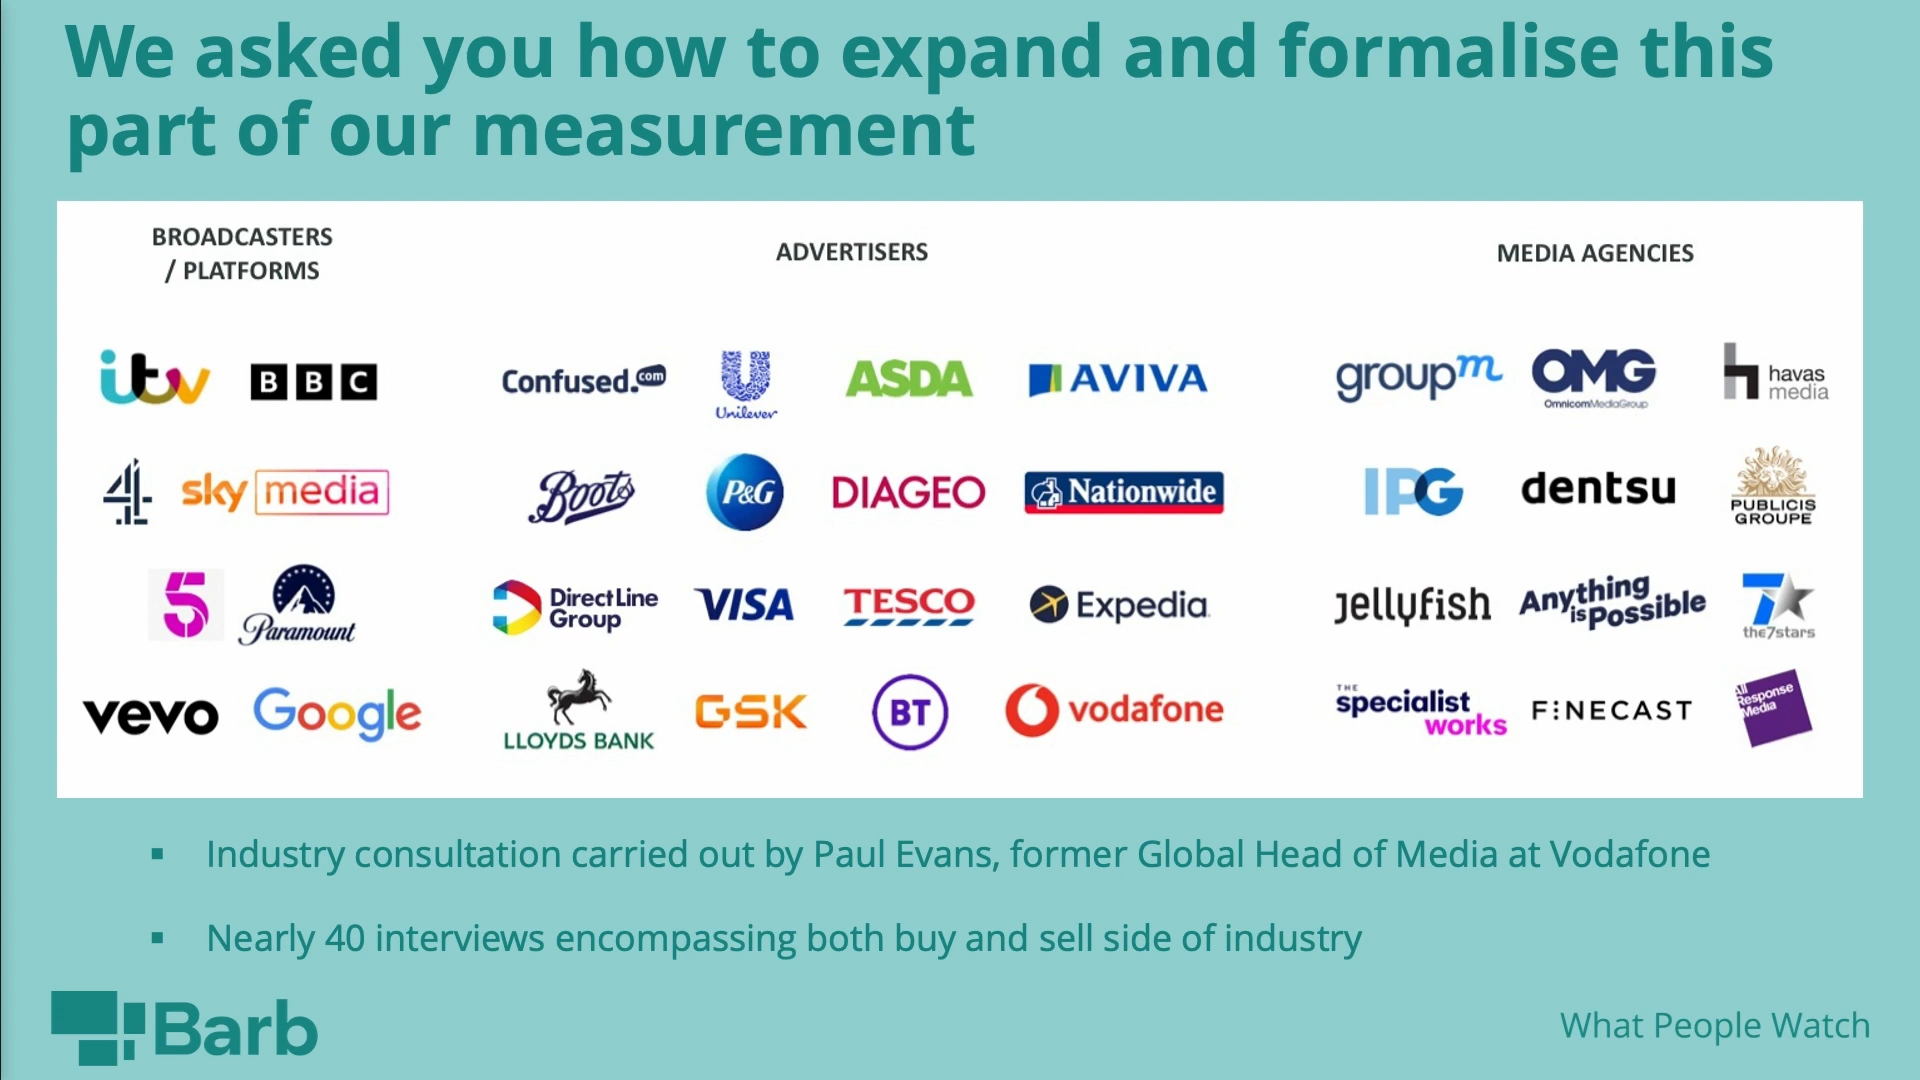 We asked you how to expand and formalise this
part of our measurement
BROADCASTERS
/ PLATFORMS
ADVERTISERS
MEDIA AGENCIES
itv
BBC
Confused.com
Unilever
ASDA
AVIVA
groupm
OMG
OmnicomMediaGroup
havas
media
4
sky media
Boots
P&G
DIAGEO
Nationwide
IPG
dentsu
PUBLICIS
GROUPE
5
Paramount
Direct Line
Group
VISA
TESCO
Expedia
jellyfish
Anything
is Possible
7
the7stars
vevo
Google
LLOYDS BANK
GSK
BT
vodafone
THE
specialist
works
FINECAST
All
Response
Media
▪ Industry consultation carried out by Paul Evans, former Global Head of Media at Vodafone
▪ Nearly 40 interviews encompassing both buy and sell side of industry
Barb
What People Watch